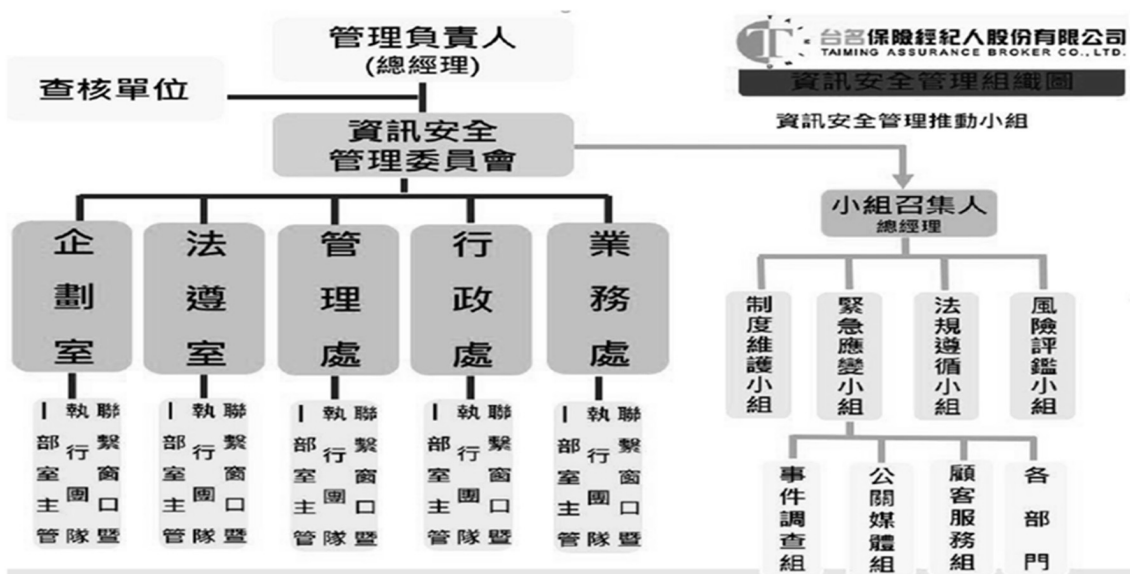 管理負責人
(總經理)
查核單位
台名保險經紀人股份有限公司
TAIMING ASSURANCE BROKER CO., LTD.
資訊安全管理組織圖
資訊安全管理推動小組
資訊安全
管理委員會
小組召集人
總經理
企劃室
法遵室
管理處
行政處
業務處
聯繫窗口暨
執行團隊
|部室主管
聯繫窗口暨
執行團隊
|部室主管
聯繫窗口暨
執行團隊
|部室主管
聯繫窗口暨
執行團隊
|部室主管
聯繫窗口暨
執行團隊
|部室主管
制度維護小組
緊急應變小組
法規遵循小組
風險評鑑小組
事件調查組
公關媒體組
顧客服務組
各部門